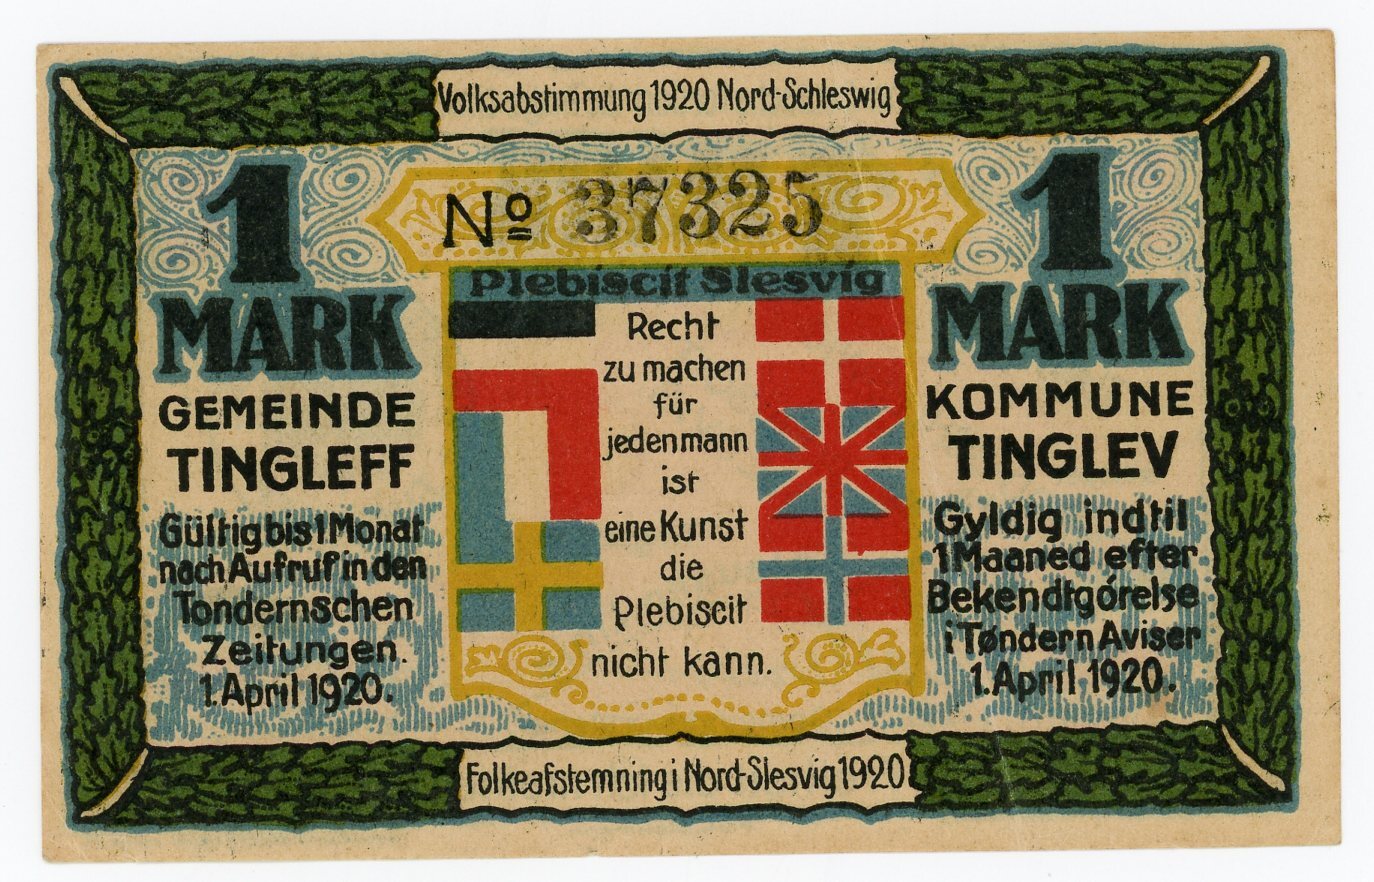 Volksabstimmung 1920 Nord-Schleswig
1
MARK
GEMEINDE
TINGLEFF
Gültig bis 1 Monat
nach Aufruf in den
Tondernschen
Zeitungen.
1. April 1920.
No 37325
Plebiscit Slesvig
Recht
zu machen
für
jedenmann
ist
eine Kunst
die
Plebiscit
nicht kann.
1
MARK
KOMMUNE
TINGLEV
Gyldig indtil
1 Maaned efter
Bekendtgórelse
i Tøndern Aviser
1. April 1920.
Folkeafstemning i Nord-Slesvig 1920